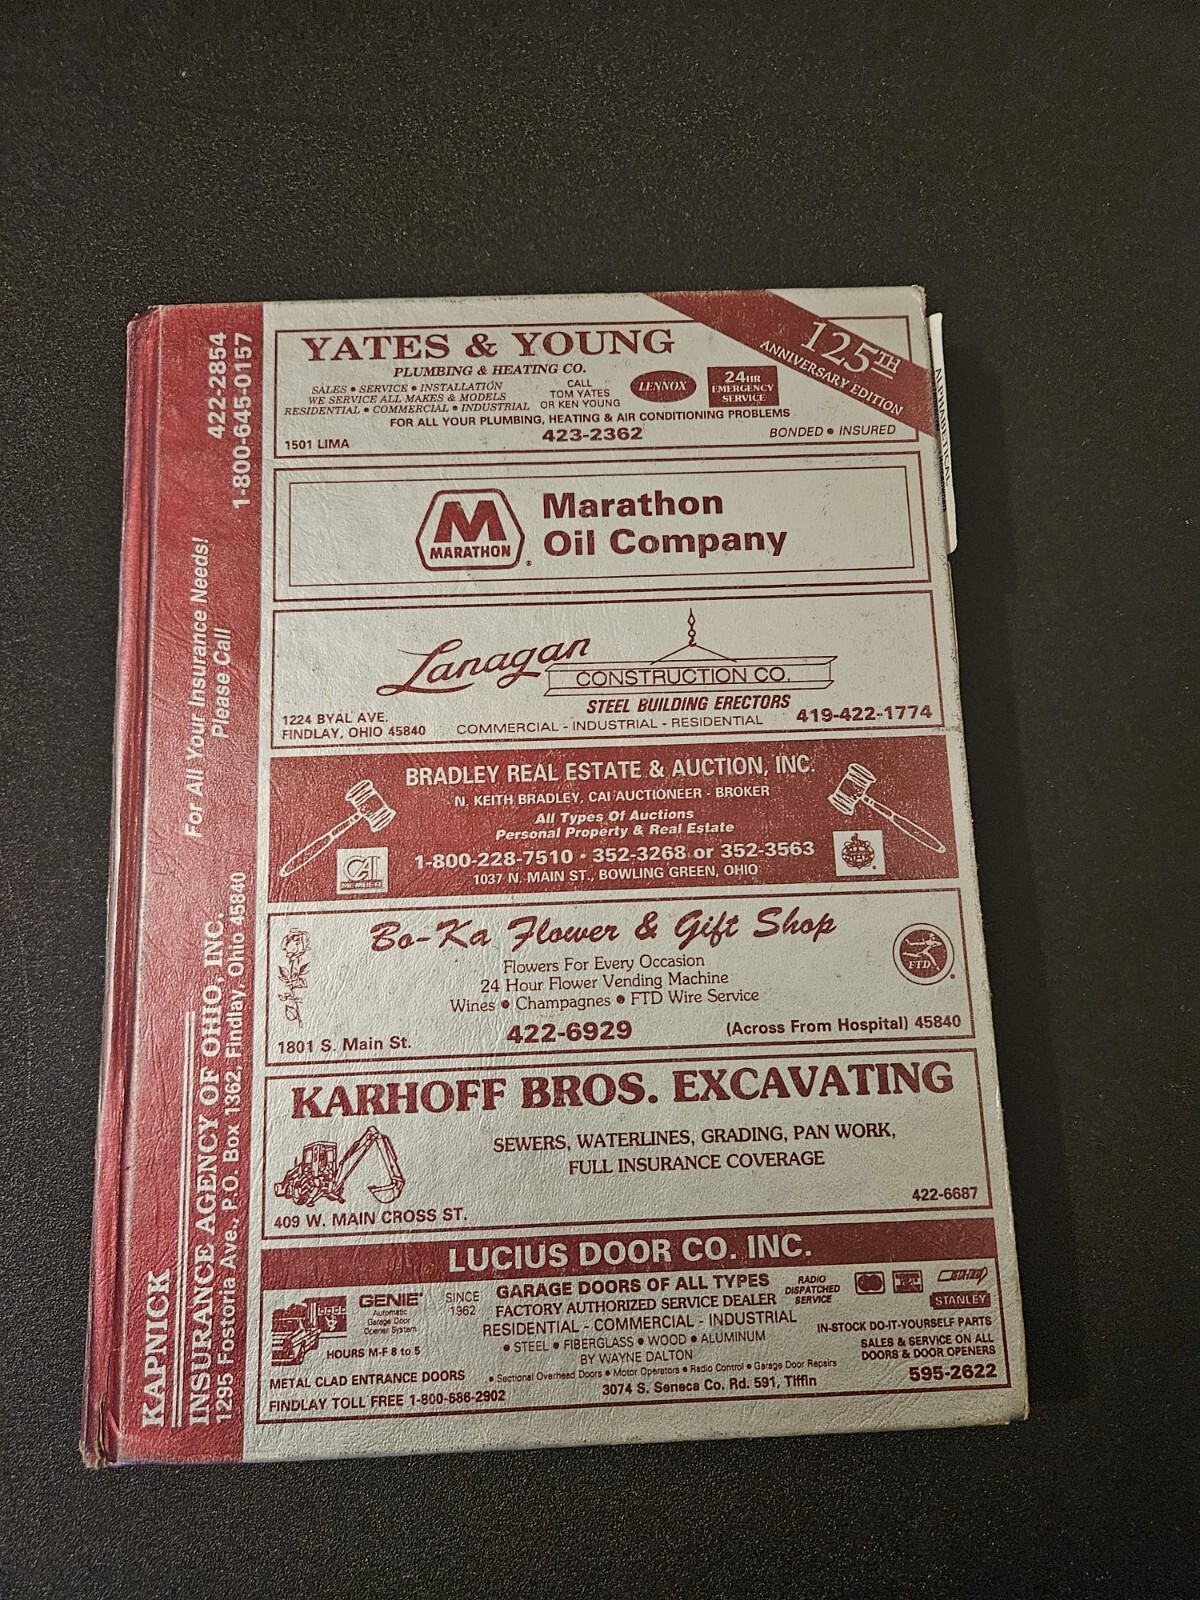 KAPNICK
INSURANCE AGENCY OF OHIO, INC.
1295 Fostoria Ave., P.O. Box 1362, Findlay, Ohio 45840
For All Your Insurance Needs!
Please Call
422-2854
1-800-645-0157
125TH
ANNIVERSARY EDITION
YATES & YOUNG
PLUMBING & HEATING CO.
SALES • SERVICE • INSTALLATION
WE SERVICE ALL MAKES & MODELS
RESIDENTIAL • COMMERCIAL • INDUSTRIAL
CALL
TOM YATES
OR KEN YOUNG
LENNOX
24HR
EMERGENCY
SERVICE
FOR ALL YOUR PLUMBING, HEATING & AIR CONDITIONING PROBLEMS
1501 LIMA
423-2362
BONDED • INSURED
ALPHABETICAL
M
MARATHON
Marathon
Oil Company
Lanagan
CONSTRUCTION CO.
STEEL BUILDING ERECTORS
1224 BYAL AVE.
FINDLAY, OHIO 45840
COMMERCIAL - INDUSTRIAL - RESIDENTIAL
419-422-1774
BRADLEY REAL ESTATE & AUCTION, INC.
N. KEITH BRADLEY, CAI AUCTIONEER - BROKER
All Types Of Auctions
Personal Property & Real Estate
1-800-228-7510 • 352-3268 or 352-3563
1037 N. MAIN ST., BOWLING GREEN, OHIO
CAI
MEMBER
Bo-Ka Flower & Gift Shop
Flowers For Every Occasion
24 Hour Flower Vending Machine
Wines • Champagnes • FTD Wire Service
FTD
1801 S. Main St.
422-6929
(Across From Hospital) 45840
KARHOFF BROS. EXCAVATING
SEWERS, WATERLINES, GRADING, PAN WORK,
FULL INSURANCE COVERAGE
409 W. MAIN CROSS ST.
422-6687
LUCIUS DOOR CO. INC.
GENIE
Automatic
Garage Door
Opener System
HOURS M-F 8 to 5
SINCE
1962
GARAGE DOORS OF ALL TYPES
FACTORY AUTHORIZED SERVICE DEALER
RESIDENTIAL - COMMERCIAL - INDUSTRIAL
• STEEL • FIBERGLASS • WOOD • ALUMINUM
BY WAYNE DALTON
RADIO
DISPATCHED
SERVICE
STANLEY
IN-STOCK DO-IT-YOURSELF PARTS
SALES & SERVICE ON ALL
DOORS & DOOR OPENERS
METAL CLAD ENTRANCE DOORS
• Sectional Overhead Doors • Motor Operators • Radio Control • Garage Door Repairs
595-2622
FINDLAY TOLL FREE 1-800-686-2902
3074 S. Seneca Co. Rd. 591, Tiffin